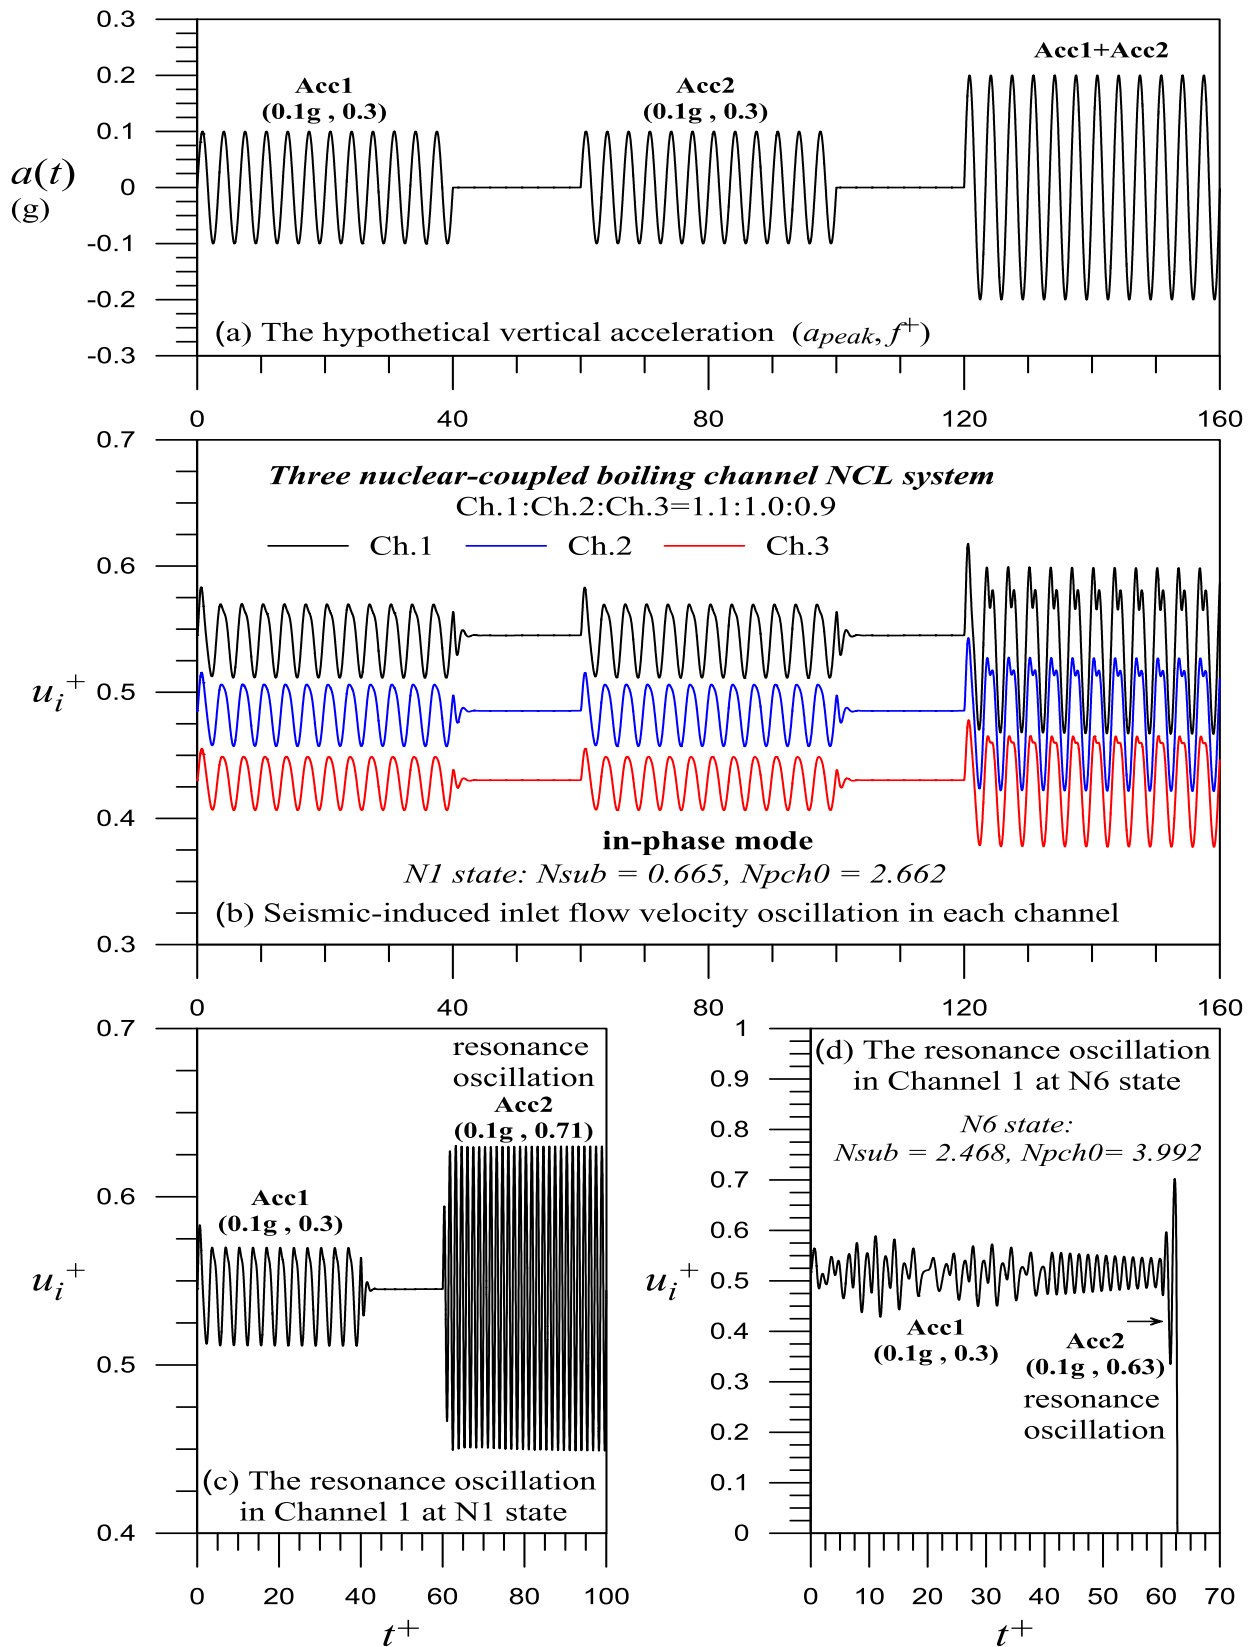 0.3
0.2
0.1
0
-0.1
-0.2
-0.3
a(t)
(g)
Acc1
(0.1g , 0.3)
Acc2
(0.1g , 0.3)
Acc1+Acc2
(a) The hypothetical vertical acceleration (apeak, f+)
0 40 80 120 160
0.7
0.6
0.5
0.4
0.3
ui+
Three nuclear-coupled boiling channel NCL system
Ch.1:Ch.2:Ch.3=1.1:1.0:0.9
Ch.1 Ch.2 Ch.3
in-phase mode
N1 state: Nsub = 0.665, Npch0 = 2.662
(b) Seismic-induced inlet flow velocity oscillation in each channel
0 40 80 120 160
0.7
0.6
0.5
0.4
ui+
resonance
oscillation
Acc2
(0.1g , 0.71)
Acc1
(0.1g , 0.3)
(c) The resonance oscillation
in Channel 1 at N1 state
0 20 40 60 80 100
t+
1
0.9
0.8
0.7
0.6
0.5
0.4
0.3
0.2
0.1
0
ui+
(d) The resonance oscillation
in Channel 1 at N6 state
N6 state:
Nsub = 2.468, Npch0= 3.992
Acc1
(0.1g , 0.3)
Acc2
(0.1g , 0.63)
resonance
oscillation
0 10 20 30 40 50 60 70
t+